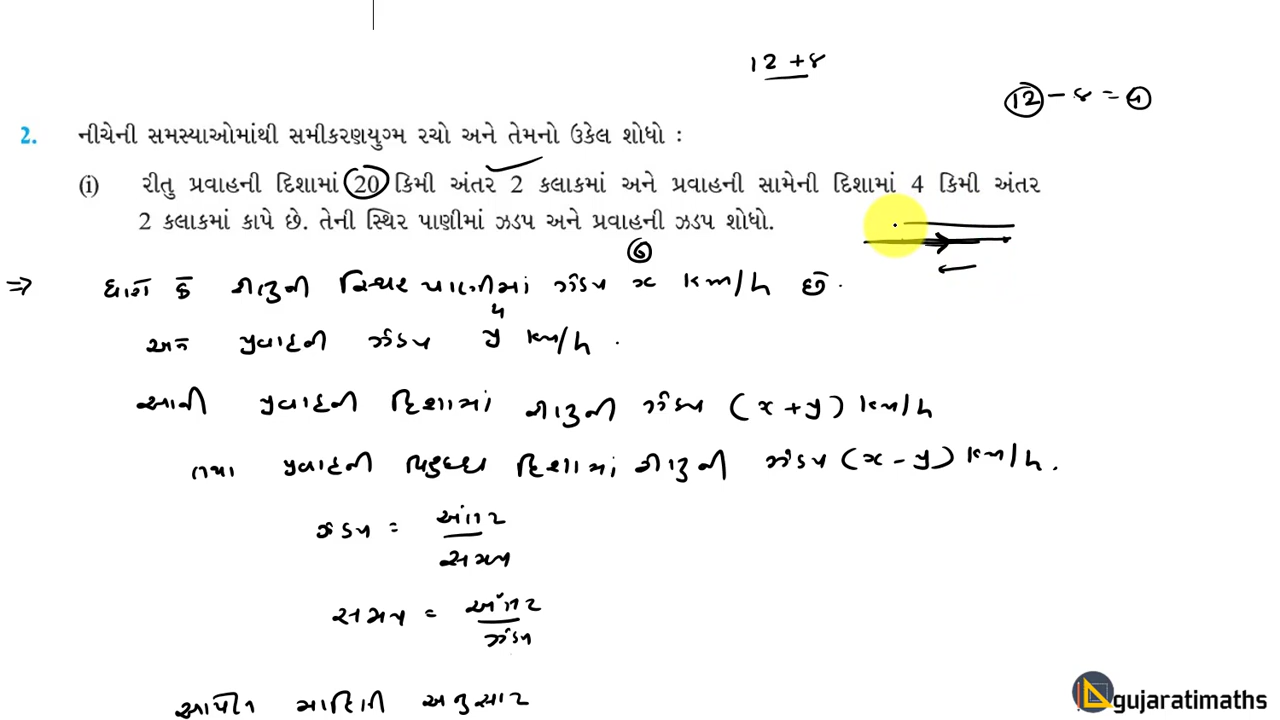 12 + 8
12 - 8 = 4
2. નીચેની સમસ્યાઓમાંથી સમીકરણયુગ્મ રચો અને તેમનો ઉકેલ શોધો :
(i) રીતુ પ્રવાહની દિશામાં 20 કિમી અંતર 2 કલાકમાં અને પ્રવાહની સામેની દિશામાં 4 કિમી અંતર
2 કલાકમાં કાપે છે. તેની સ્થિર પાણીમાં ઝડપ અને પ્રવાહની ઝડપ શોધો.
6
⇒ ધારો કે રીતુની સ્થિર પાણીમાં ઝડપ x km/h છે.
4
અને પ્રવાહની ઝડપ y km/h .
આથી પ્રવાહની દિશામાં રીતુની ઝડપ (x + y) km/h
તથા પ્રવાહની વિરુધ્ધ દિશામાં રીતુની ઝડપ (x - y) km/h.
ઝડપ = અંતર
સમય
સમય = અંતર
ઝડપ
માહિતી અનુસાર
gujaratimaths